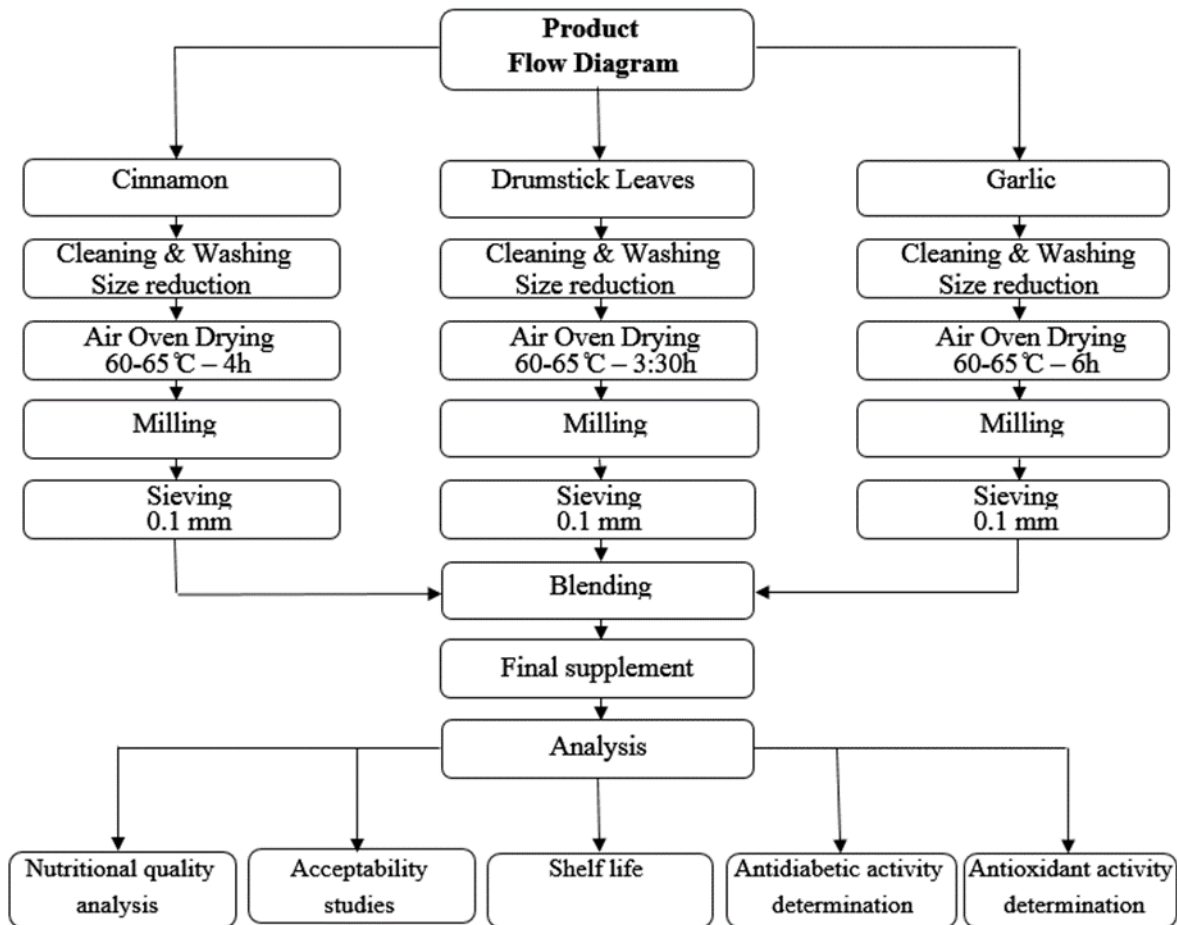 Product
Flow Diagram
Cinnamon
Drumstick Leaves
Garlic
Cleaning & Washing
Size reduction
Cleaning & Washing
Size reduction
Cleaning & Washing
Size reduction
Air Oven Drying
60-65℃ – 4h
Air Oven Drying
60-65℃ – 3:30h
Air Oven Drying
60-65℃ – 6h
Milling
Milling
Milling
Sieving
0.1 mm
Sieving
0.1 mm
Sieving
0.1 mm
Blending
Final supplement
Analysis
Nutritional quality
analysis
Acceptability
studies
Shelf life
Antidiabetic activity
determination
Antioxidant activity
determination